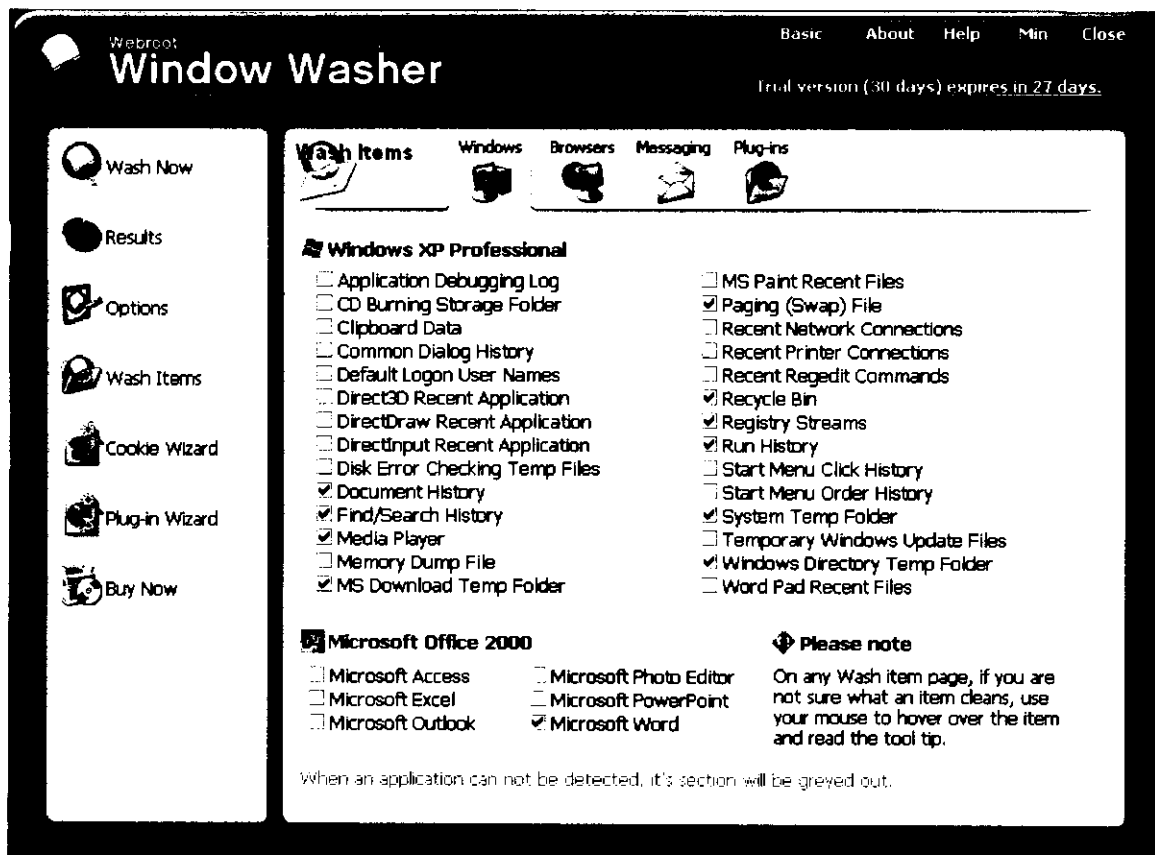 Webroot
Window Washer
Basic About Help Min Close
Trial version (30 days) expires in 27 days.
Wash Now
Results
Options
Wash Items
Cookie Wizard
Plug-in Wizard
Buy Now
Wash Items
Windows Browsers Messaging Plug-ins
Windows XP Professional
Application Debugging Log
CD Burning Storage Folder
Clipboard Data
Common Dialog History
Default Logon User Names
Direct3D Recent Application
DirectDraw Recent Application
DirectInput Recent Application
Disk Error Checking Temp Files
Document History
Find/Search History
Media Player
Memory Dump File
MS Download Temp Folder
MS Paint Recent Files
Paging (Swap) File
Recent Network Connections
Recent Printer Connections
Recent Regedit Commands
Recycle Bin
Registry Streams
Run History
Start Menu Click History
Start Menu Order History
System Temp Folder
Temporary Windows Update Files
Windows Directory Temp Folder
Word Pad Recent Files
Microsoft Office 2000
Microsoft Access
Microsoft Excel
Microsoft Outlook
Microsoft Photo Editor
Microsoft PowerPoint
Microsoft Word
Please note
On any Wash item page, if you are
not sure what an item cleans, use
your mouse to hover over the item
and read the tool tip.
When an application can not be detected, it's section will be greyed out.